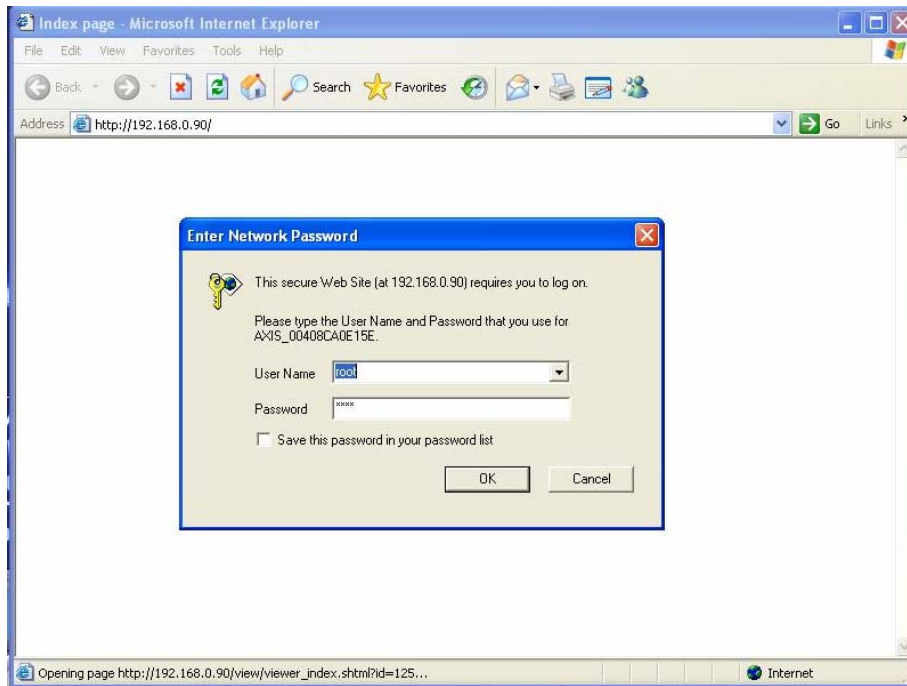 Index page - Microsoft Internet Explorer
File Edit View Favorites Tools Help
Back Search Favorites
Address http://192.168.0.90/ Go Links
Enter Network Password
This secure Web Site (at 192.168.0.90) requires you to log on.
Please type the User Name and Password that you use for
AXIS_00408CA0E15E.
User Name root
Password ****
Save this password in your password list
OK Cancel
Opening page http://192.168.0.90/view/viewer_index.shtml?id=125... Internet